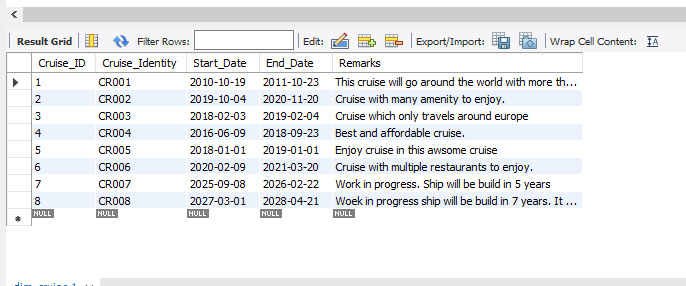 Result Grid Filter Rows: Edit: Export/Import: Wrap Cell Content:
Cruise_ID Cruise_Identity Start_Date End_Date Remarks
1 CR001 2010-10-19 2011-10-23 This cruise will go around the world with more th...
2 CR002 2019-10-04 2020-11-20 Cruise with many amenity to enjoy.
3 CR003 2018-02-03 2019-02-04 Cruise which only travels around europe
4 CR004 2016-06-09 2018-09-23 Best and affordable cruise.
5 CR005 2018-01-01 2019-01-01 Enjoy cruise in this awsome cruise
6 CR006 2020-02-09 2021-03-20 Cruise with multiple restaurants to enjoy.
7 CR007 2025-09-08 2026-02-22 Work in progress. Ship will be build in 5 years
8 CR008 2027-03-01 2028-04-21 Woek in progress ship will be build in 7 years. It ...
NULL NULL NULL NULL NULL